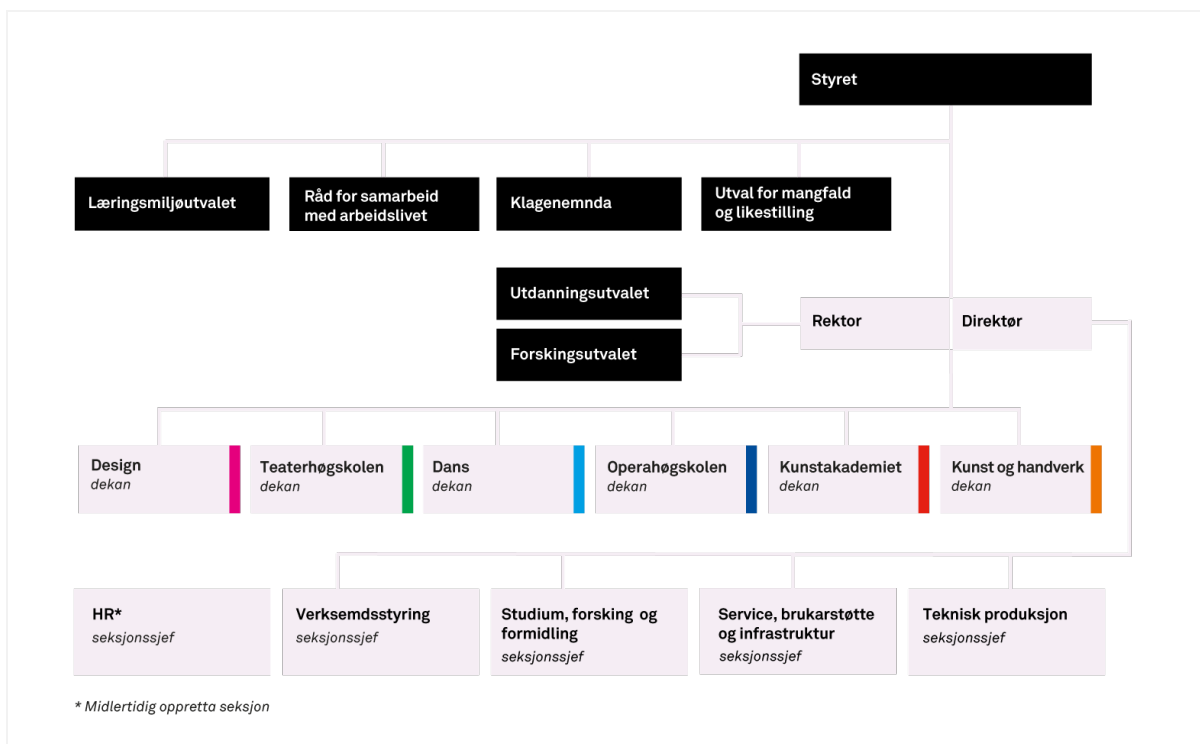 Styret
Læringsmiljøutvalet
Råd for samarbeid
med arbeidslivet
Klagenemnda
Utval for mangfald
og likestilling
Utdanningsutvalet
Forskingsutvalet
Rektor
Direktør
Design
dekan
Teaterhøgskolen
dekan
Dans
dekan
Operahøgskolen
dekan
Kunstakademiet
dekan
Kunst og handverk
dekan
HR*
seksjonssjef
Verksemdsstyring
seksjonssjef
Studium, forsking og
formidling
seksjonssjef
Service, brukarstøtte
og infrastruktur
seksjonssjef
Teknisk produksjon
seksjonssjef
* Midlertidig oppretta seksjon